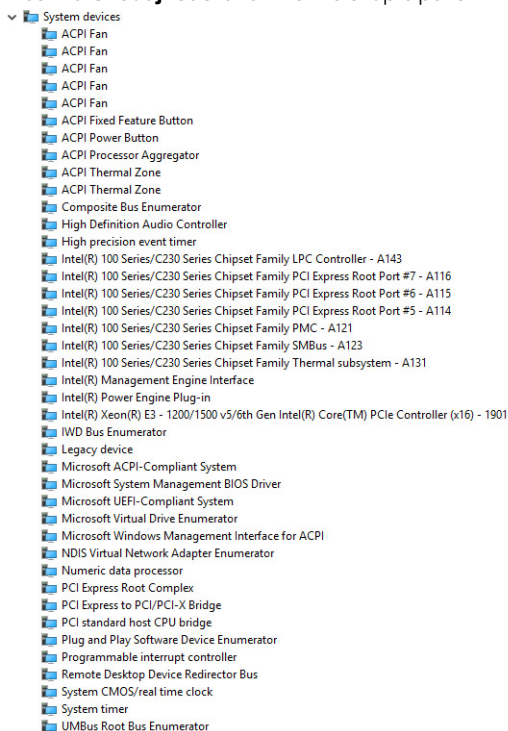 System devices
ACPI Fan
ACPI Fan
ACPI Fan
ACPI Fan
ACPI Fan
ACPI Fixed Feature Button
ACPI Power Button
ACPI Processor Aggregator
ACPI Thermal Zone
ACPI Thermal Zone
Composite Bus Enumerator
High Definition Audio Controller
High precision event timer
Intel(R) 100 Series/C230 Series Chipset Family LPC Controller - A143
Intel(R) 100 Series/C230 Series Chipset Family PCI Express Root Port #7 - A116
Intel(R) 100 Series/C230 Series Chipset Family PCI Express Root Port #6 - A115
Intel(R) 100 Series/C230 Series Chipset Family PCI Express Root Port #5 - A114
Intel(R) 100 Series/C230 Series Chipset Family PMC - A121
Intel(R) 100 Series/C230 Series Chipset Family SMBus - A123
Intel(R) 100 Series/C230 Series Chipset Family Thermal subsystem - A131
Intel(R) Management Engine Interface
Intel(R) Power Engine Plug-in
Intel(R) Xeon(R) E3 - 1200/1500 v5/6th Gen Intel(R) Core(TM) PCIe Controller (x16) - 1901
IWD Bus Enumerator
Legacy device
Microsoft ACPI-Compliant System
Microsoft System Management BIOS Driver
Microsoft UEFI-Compliant System
Microsoft Virtual Drive Enumerator
Microsoft Windows Management Interface for ACPI
NDIS Virtual Network Adapter Enumerator
Numeric data processor
PCI Express Root Complex
PCI Express to PCI/PCI-X Bridge
PCI standard host CPU bridge
Plug and Play Software Device Enumerator
Programmable interrupt controller
Remote Desktop Device Redirector Bus
System CMOS/real time clock
System timer
UMBus Root Bus Enumerator